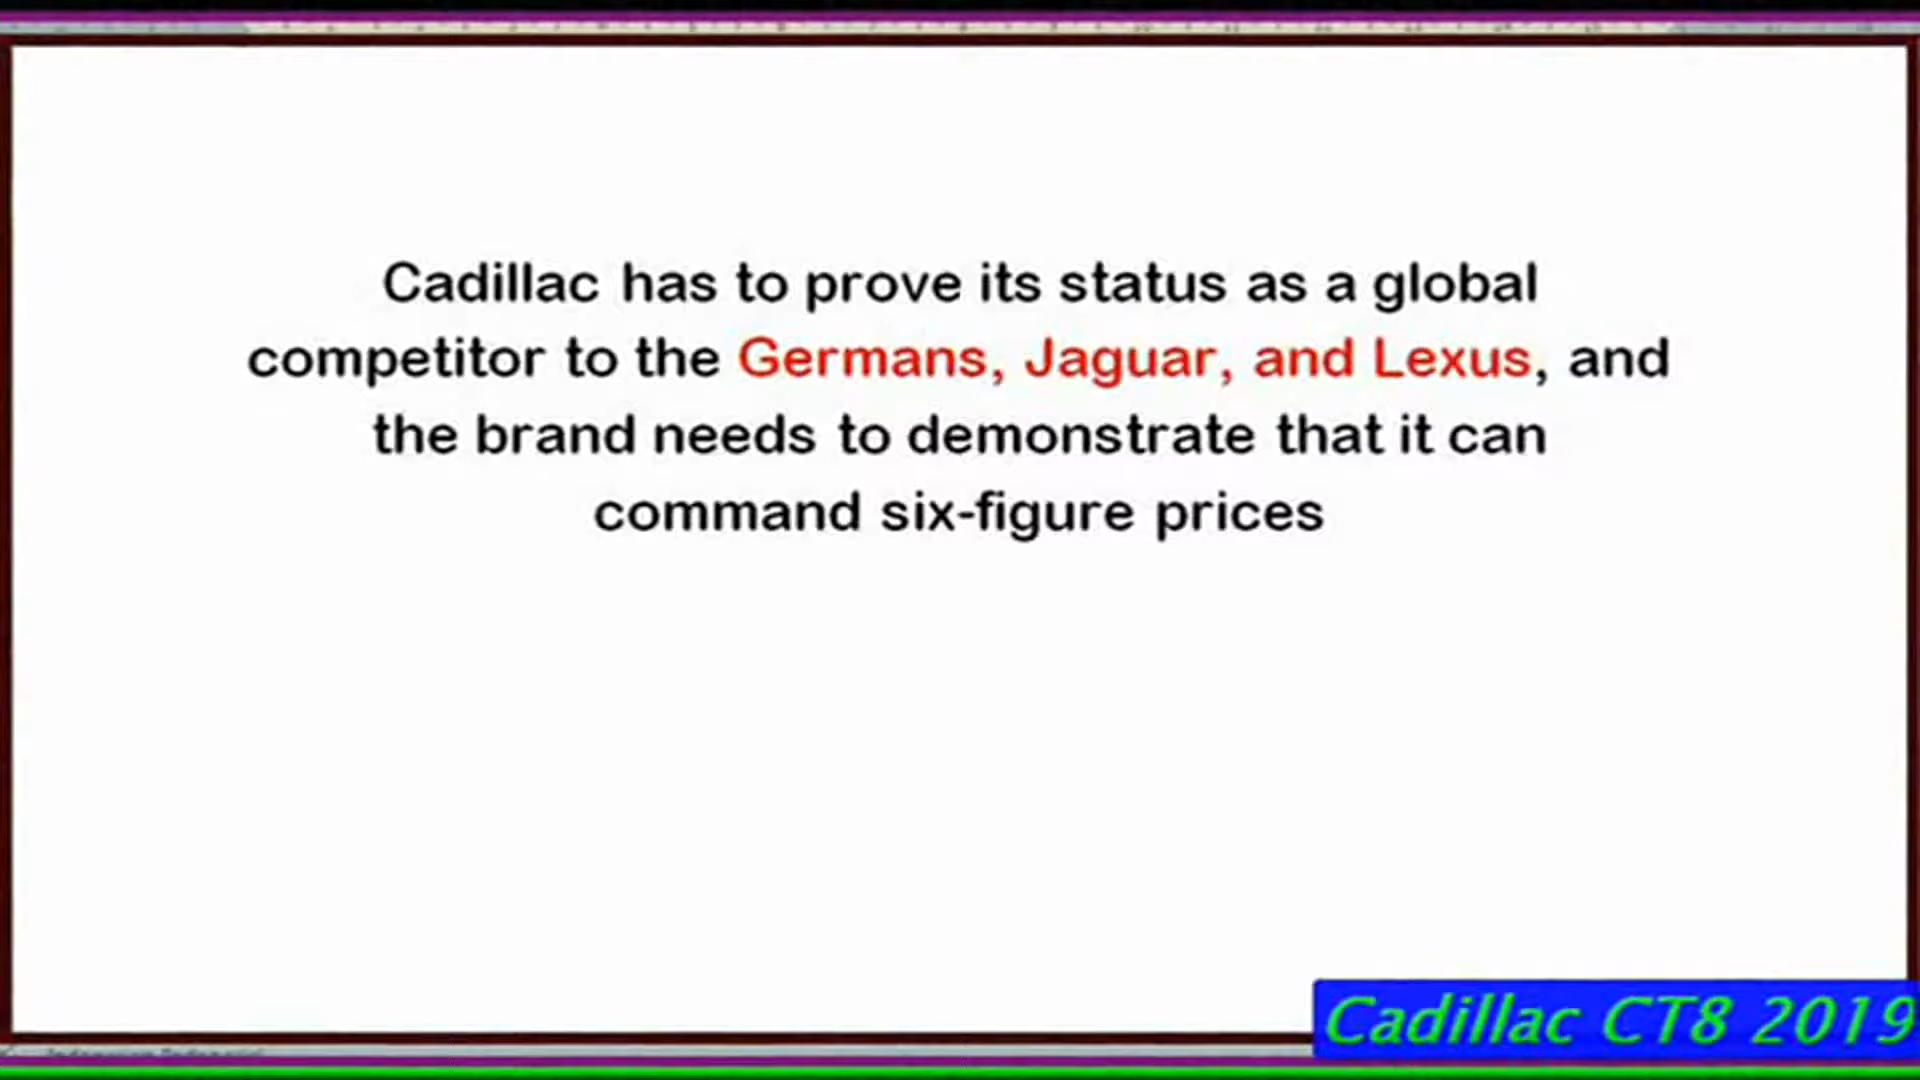 Cadillac has to prove its status as a global
competitor to the Germans, Jaguar, and Lexus, and
the brand needs to demonstrate that it can
command six-figure prices
Cadillac CT8 2019